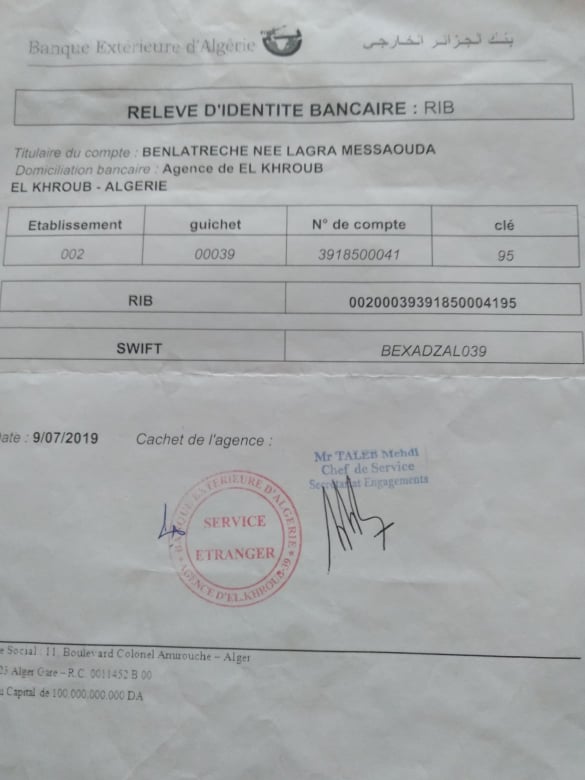 Banque Extérieure d'Algérie بنك الجزائر الخارجي
RELEVE D'IDENTITE BANCAIRE : RIB
Titulaire du compte : BENLATRECHE NEE LAGRA MESSAOUDA
Domiciliation bancaire : Agence de EL KHROUB
EL KHROUB - ALGERIE
Etablissement guichet N° de compte clé
002 00039 3918500041 95
RIB 00200039391850004195
SWIFT BEXADZAL039
Date : 9/07/2019 Cachet de l'agence :
Mr TALEB Mehdi
Chef de Service
Secrétariat Engagements
BANQUE EXTERIEURE D'ALGERIE
SERVICE
ETRANGER
AGENCE D'EL.KHROUB-39
e Social : 11, Boulevard Colonel Amirouche – Alger
23 Alger Gare – R.C. 0011452 B 00
u Capital de 100.000.000.000 DA